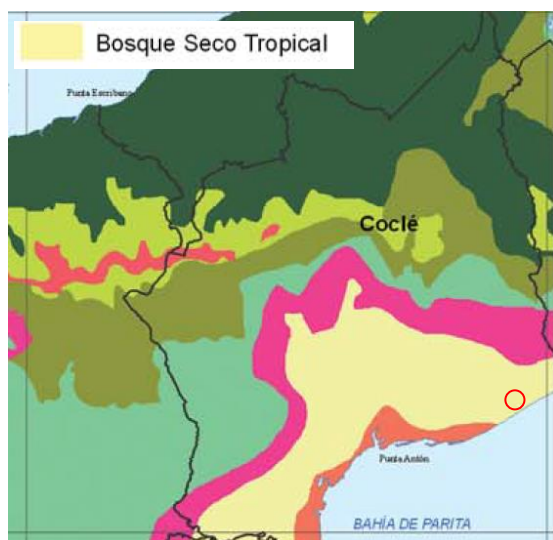 Bosque Seco Tropical
Punta Escribano
Coclé
Punta Antón
BAHÍA DE PARITA